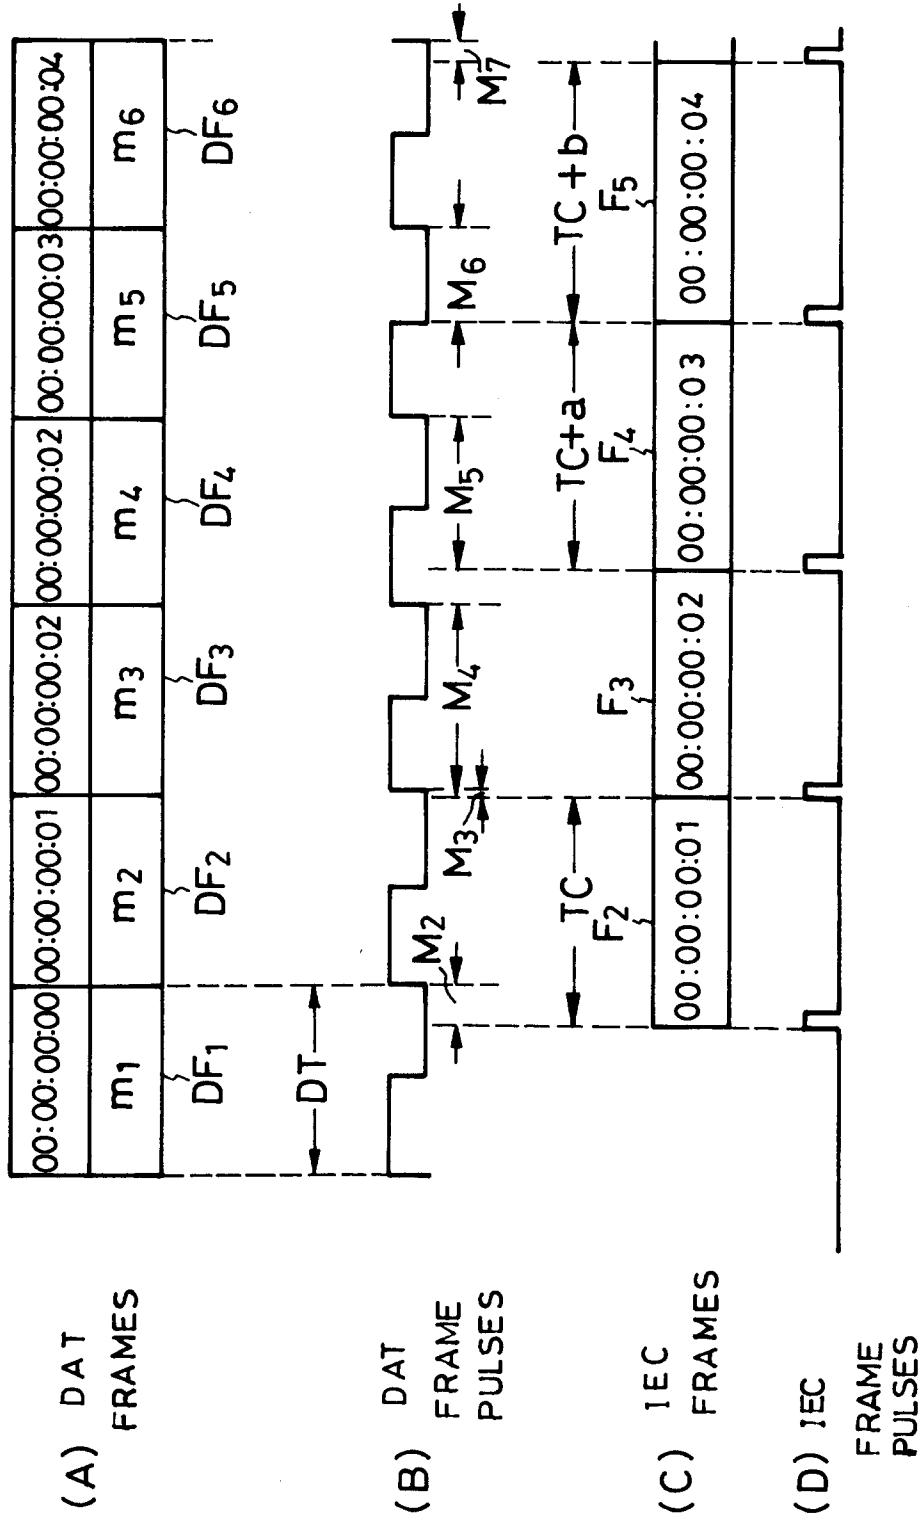 (A) DAT FRAMES
00:00:00:00 00:00:00:01 00:00:00:02 00:00:00:02 00:00:00:03 00:00:00:04
m1 m2 m3 m4 m5 m6
DF1 DF2 DF3 DF4 DF5 DF6
DT
(B) DAT FRAME PULSES
M2 M3 M4 M5 M6 M7
TC TC+a TC+b
F2 F3 F4 F5
(C) IEC FRAMES
00:00:00:01 00:00:00:02 00:00:00:03 00:00:00:04
(D) IEC FRAME PULSES